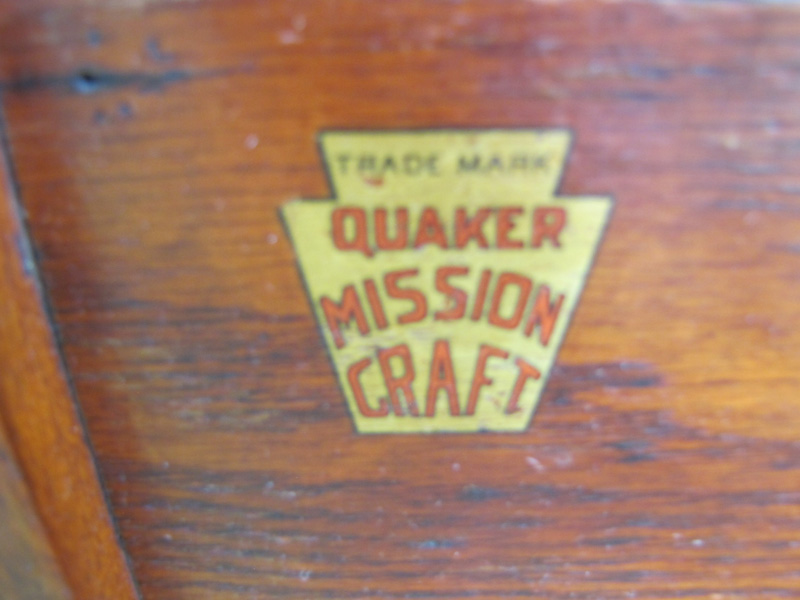 TRADE MARK
QUAKER
MISSION
CRAFT